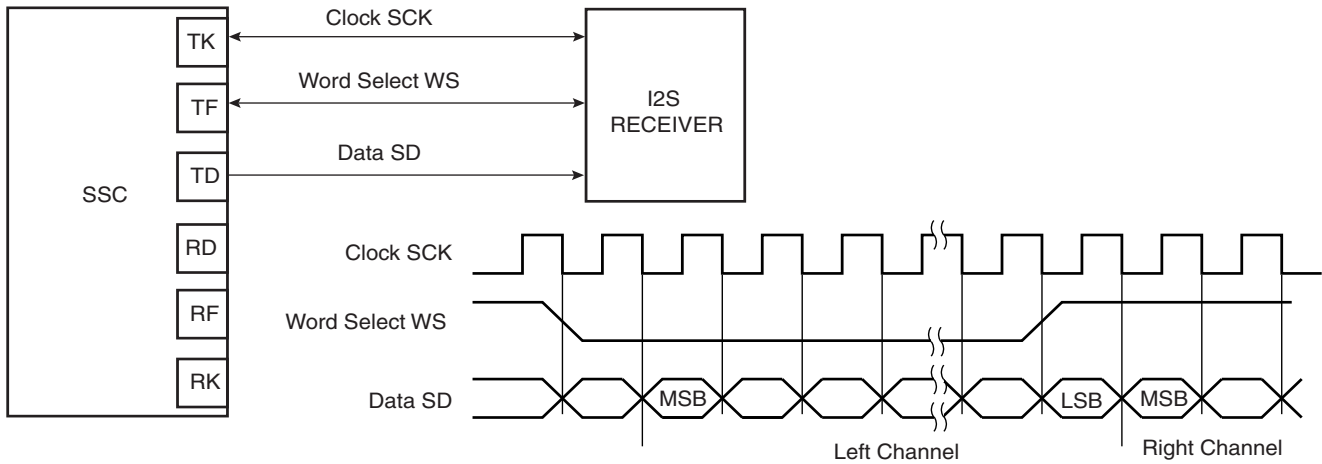 Clock SCK
TK
Word Select WS
TF
I2S
RECEIVER
Data SD
TD
SSC
RD
RF
RK
Clock SCK
Word Select WS
Data SD
MSB
LSB
MSB
Left Channel
Right Channel